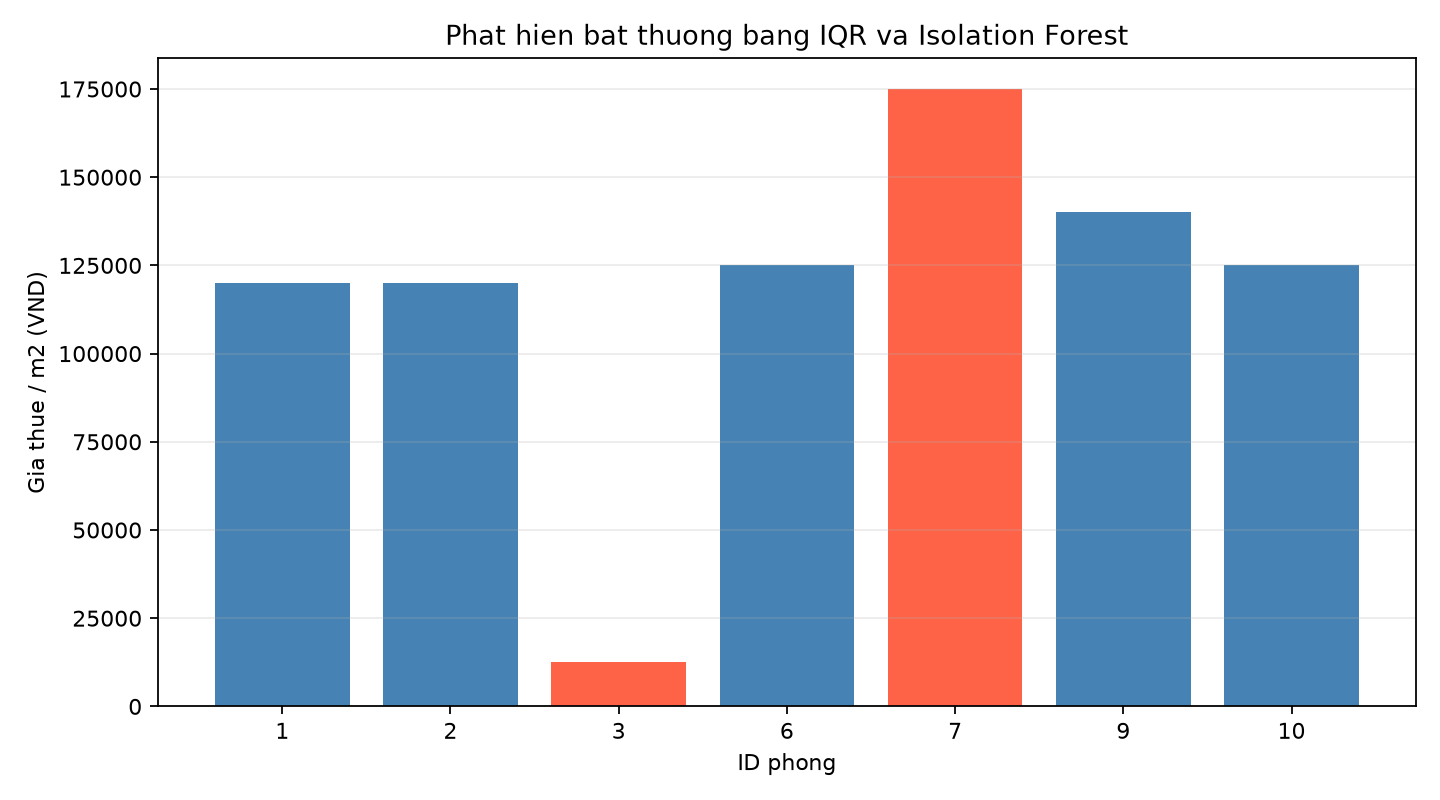 Phat hien bat thuong bang IQR va Isolation Forest
Gia thue / m2 (VND)
175000
150000
125000
100000
75000
50000
25000
0
1 2 3 6 7 9 10
ID phong